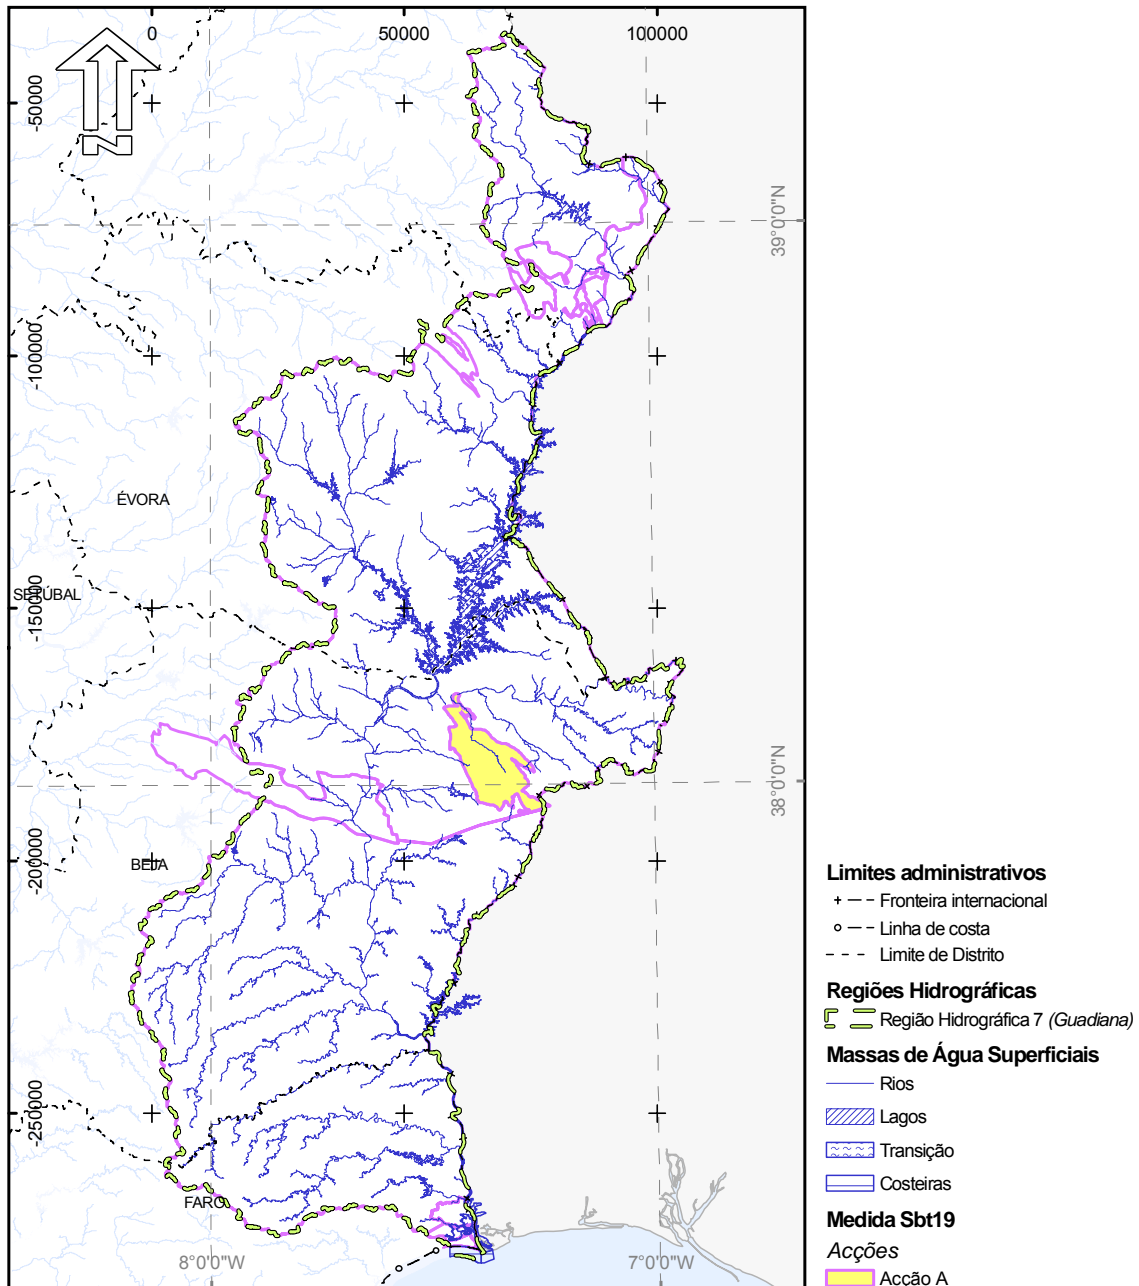 0
50000
100000
-50000
N
39°0'0"N
-100000
ÉVORA
SETÚBAL
-150000
38°0'0"N
BEJA
-200000
-250000
FARO
8°0'0"W
7°0'0"W
Limites administrativos
Fronteira internacional
Linha de costa
Limite de Distrito
Regiões Hidrográficas
Região Hidrográfica 7 (Guadiana)
Massas de Água Superficiais
Rios
Lagos
Transição
Costeiras
Medida Sbt19
Acções
Acção A